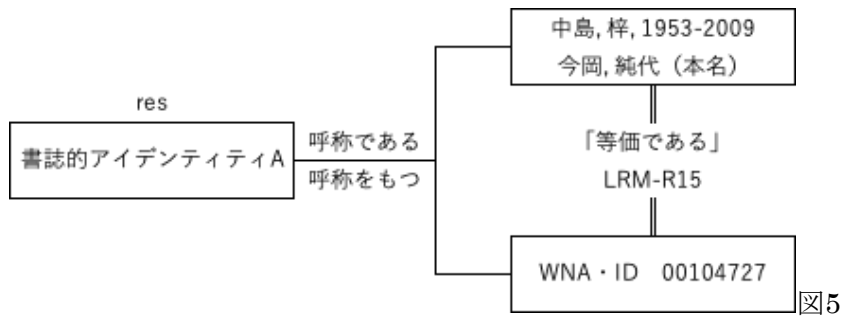 中島, 梓, 1953-2009
今岡, 純代（本名）
res
書誌的アイデンティティA
呼称である
呼称をもつ
「等価である」
LRM-R15
WNA・ID　00104727
図5